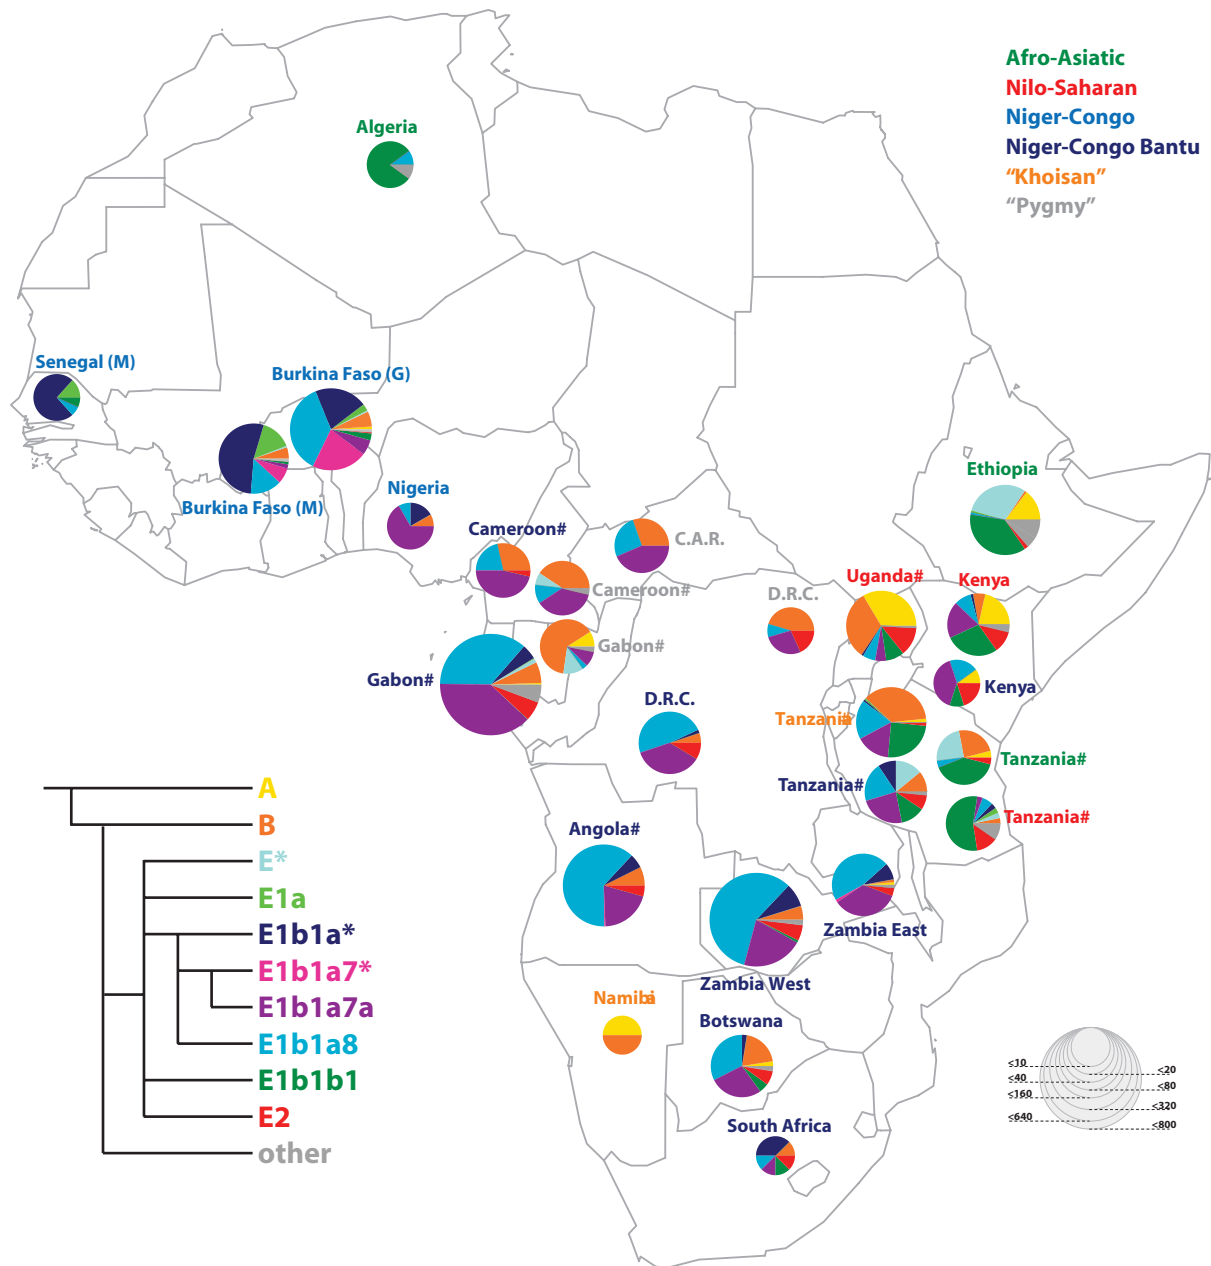 Afro-Asiatic
Nilo-Saharan
Niger-Congo
Niger-Congo Bantu
“Khoisan”
“Pygmy”
Algeria
Senegal (M)
Burkina Faso (G)
Burkina Faso (M)
Nigeria
Cameroon#
C.A.R.
Cameroon#
Gabon#
Gabon#
D.R.C.
D.R.C.
Ethiopia
Uganda#
Kenya
Kenya
Tanzania#
Tanzania#
Tanzania#
Tanzania#
Angola#
Zambia East
Zambia West
Namibia
Botswana
South Africa
A
B
E*
E1a
E1b1a*
E1b1a7*
E1b1a7a
E1b1a8
E1b1b1
E2
other
<10
<20
<40
<80
<160
<320
<640
<800